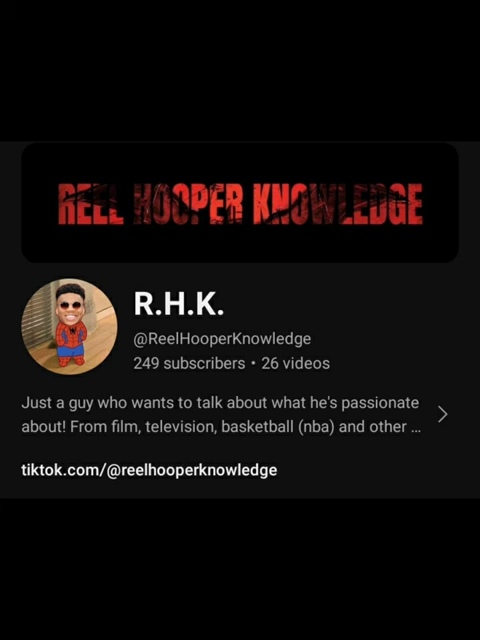 REEL HOOPER KNOWLEDGE
R.H.K.
@ReelHooperKnowledge
249 subscribers • 26 videos
Just a guy who wants to talk about what he's passionate
about! From film, television, basketball (nba) and other ...
tiktok.com/@reelhooperknowledge